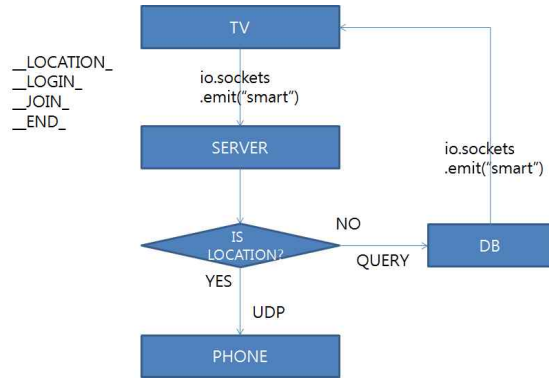 TV
__LOCATION_
__LOGIN_
__JOIN_
__END_
io.sockets
.emit("smart")
SERVER
io.sockets
.emit("smart")
IS
LOCATION?
NO
QUERY
DB
YES
UDP
PHONE